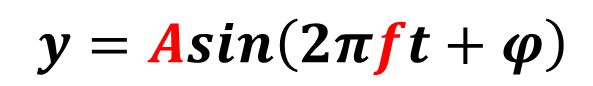 y = Asin(2πft + φ)